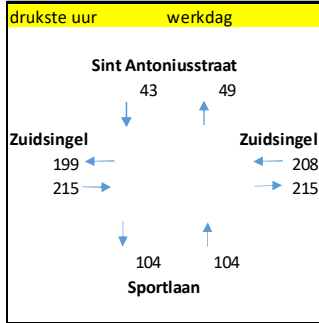 drukste uur werkdag
Sint Antoniusstraat
43 49
Zuidsingel Zuidsingel
199 208
215 215
104 104
Sportlaan